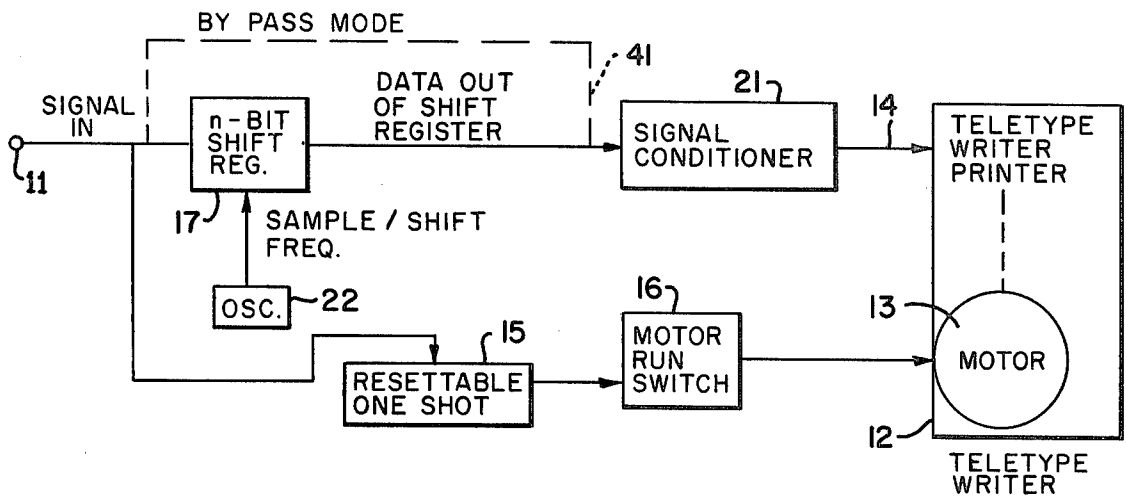 BY PASS MODE
41
SIGNAL
IN
11
n-BIT
SHIFT
REG.
17
DATA OUT
OF SHIFT
REGISTER
21
SIGNAL
CONDITIONER
14
TELETYPE
WRITER
PRINTER
SAMPLE / SHIFT
FREQ.
OSC.
22
15
RESETTABLE
ONE SHOT
16
MOTOR
RUN
SWITCH
13
MOTOR
12
TELETYPE
WRITER